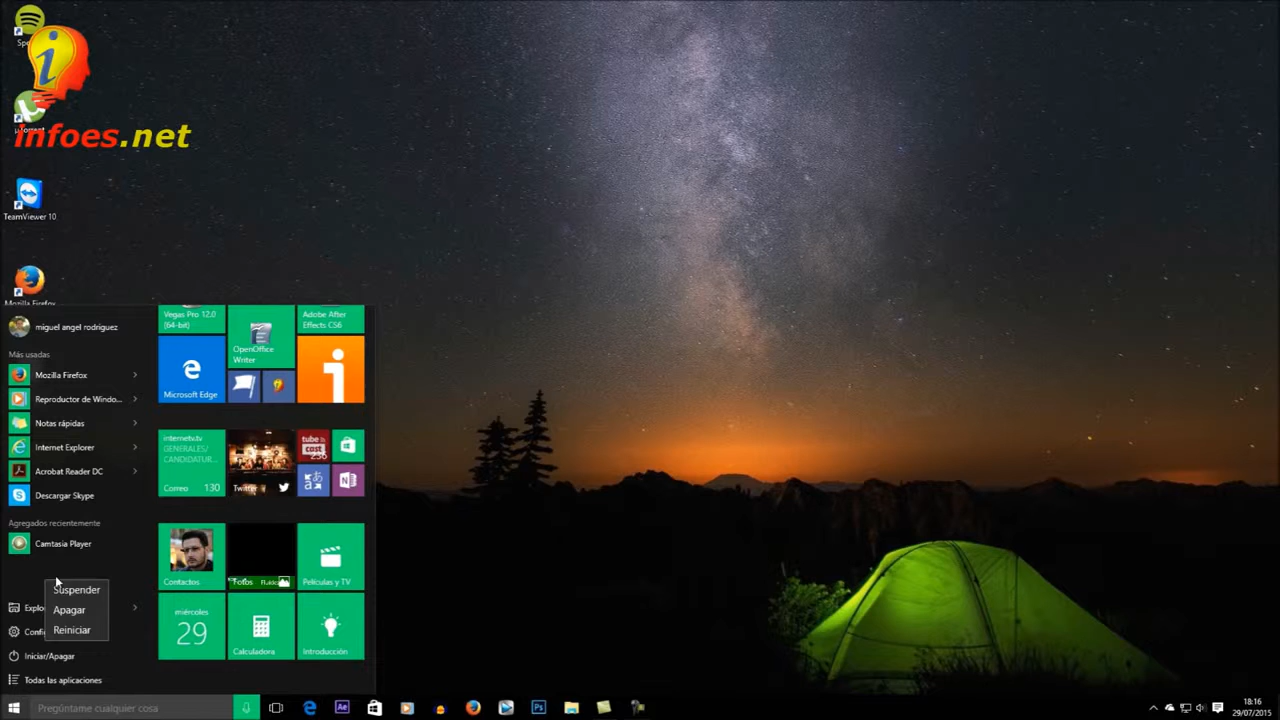 infoes.net
TeamViewer 10
Mozilla Firefox
miguel angel rodriguez
Más usadas
Mozilla Firefox
Reproductor de Windo...
Notas rápidas
Internet Explorer
Acrobat Reader DC
Descargar Skype
Agregados recientemente
Camtasia Player
Suspender
Apagar
Reiniciar
Iniciar/Apagar
Todas las aplicaciones
Vegas Pro 12.0
(64-bit)
OpenOffice
Writer
Adobe After
Effects CS6
Microsoft Edge
internetv.tv
GENERALES/
CANDIDATUR...
Correo 130
Twitter
tube
cast
Contactos
Fotos
Películas y TV
miércoles
29
Calculadora
Introducción
Pregúntame cualquier cosa
18:16
29/07/2015